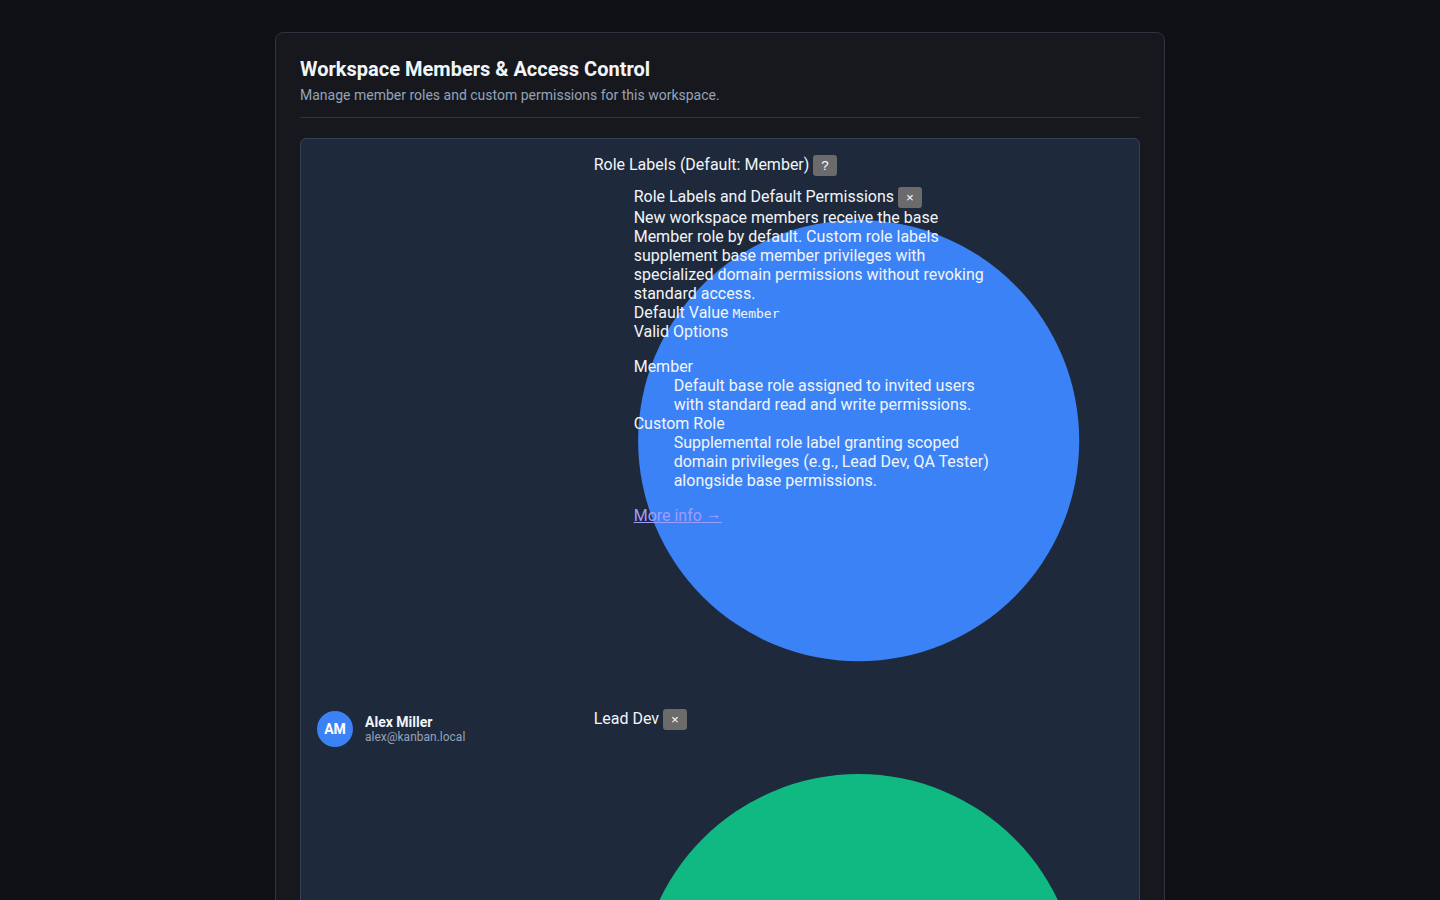 Workspace Members & Access Control
Manage member roles and custom permissions for this workspace.
Role Labels (Default: Member) ?
Role Labels and Default Permissions ×
New workspace members receive the base
Member role by default. Custom role labels
supplement base member privileges with
specialized domain permissions without revoking
standard access.
Default Value Member
Valid Options
Member
Default base role assigned to invited users
with standard read and write permissions.
Custom Role
Supplemental role label granting scoped
domain privileges (e.g., Lead Dev, QA Tester)
alongside base permissions.
More info →
AM
Alex Miller
alex@kanban.local
Lead Dev ×